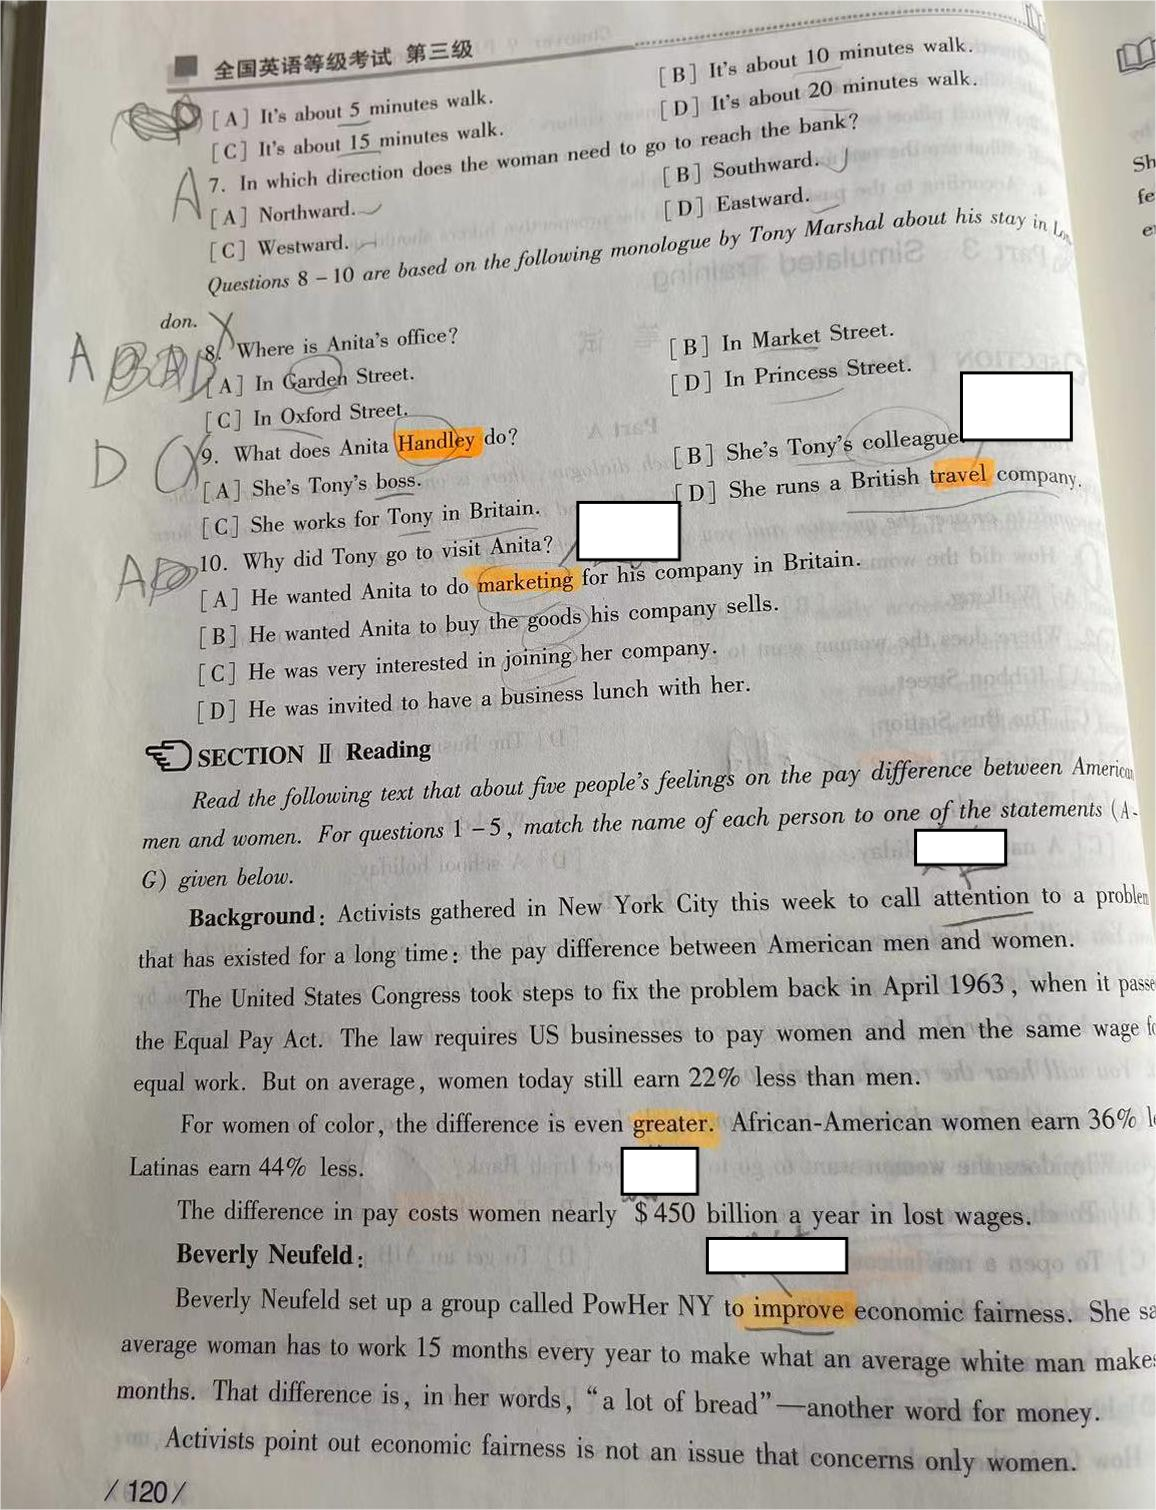 全国英语等级考试 第三级
[A] It's about 5 minutes walk.
[B] It's about 10 minutes walk.
[C] It's about 15 minutes walk.
[D] It's about 20 minutes walk.
A
7. In which direction does the woman need to go to reach the bank?
[A] Northward.
[B] Southward.
[C] Westward.
[D] Eastward.
Questions 8 – 10 are based on the following monologue by Tony Marshal about his stay in Lon
don.
A
8. Where is Anita's office?
[A] In Garden Street.
[B] In Market Street.
[C] In Oxford Street.
[D] In Princess Street.
D
9. What does Anita Handley do?
[A] She's Tony's boss.
[B] She's Tony's colleague.
[C] She works for Tony in Britain.
[D] She runs a British travel company.
A
10. Why did Tony go to visit Anita?
[A] He wanted Anita to do marketing for his company in Britain.
[B] He wanted Anita to buy the goods his company sells.
[C] He was very interested in joining her company.
[D] He was invited to have a business lunch with her.
SECTION Ⅱ Reading
Read the following text that about five people's feelings on the pay difference between American
men and women. For questions 1 – 5, match the name of each person to one of the statements (A-
G) given below.
Background: Activists gathered in New York City this week to call attention to a problem
that has existed for a long time: the pay difference between American men and women.
The United States Congress took steps to fix the problem back in April 1963, when it passe
the Equal Pay Act. The law requires US businesses to pay women and men the same wage fo
equal work. But on average, women today still earn 22% less than men.
For women of color, the difference is even greater. African-American women earn 36% le
Latinas earn 44% less.
The difference in pay costs women nearly $450 billion a year in lost wages.
Beverly Neufeld:
Beverly Neufeld set up a group called PowHer NY to improve economic fairness. She sa
average woman has to work 15 months every year to make what an average white man makes
months. That difference is, in her words, “a lot of bread”—another word for money.
Activists point out economic fairness is not an issue that concerns only women.
/ 120 /
Sh
fe